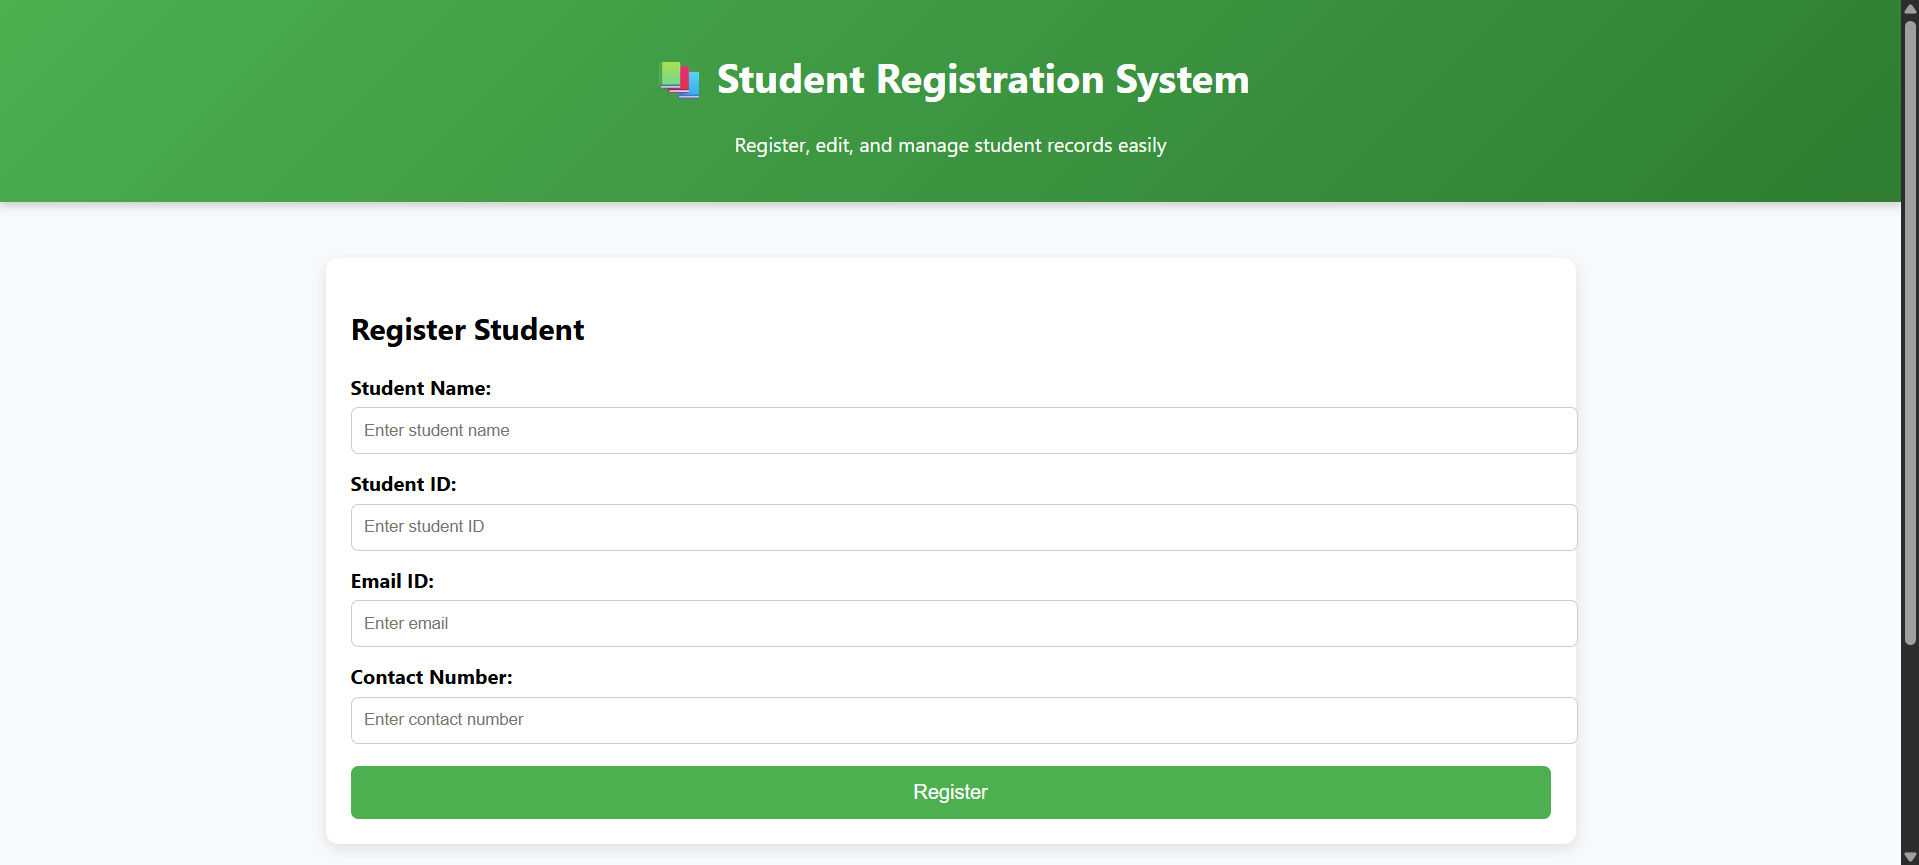 Student Registration System
Register, edit, and manage student records easily
Register Student
Student Name:
Enter student name
Student ID:
Enter student ID
Email ID:
Enter email
Contact Number:
Enter contact number
Register